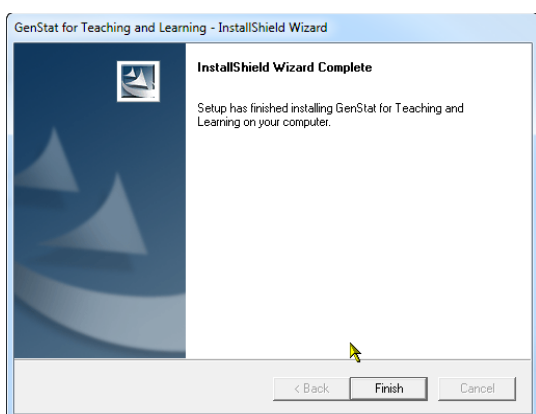 GenStat for Teaching and Learning - InstallShield Wizard
InstallShield Wizard Complete
Setup has finished installing GenStat for Teaching and
Learning on your computer.
< Back
Finish
Cancel